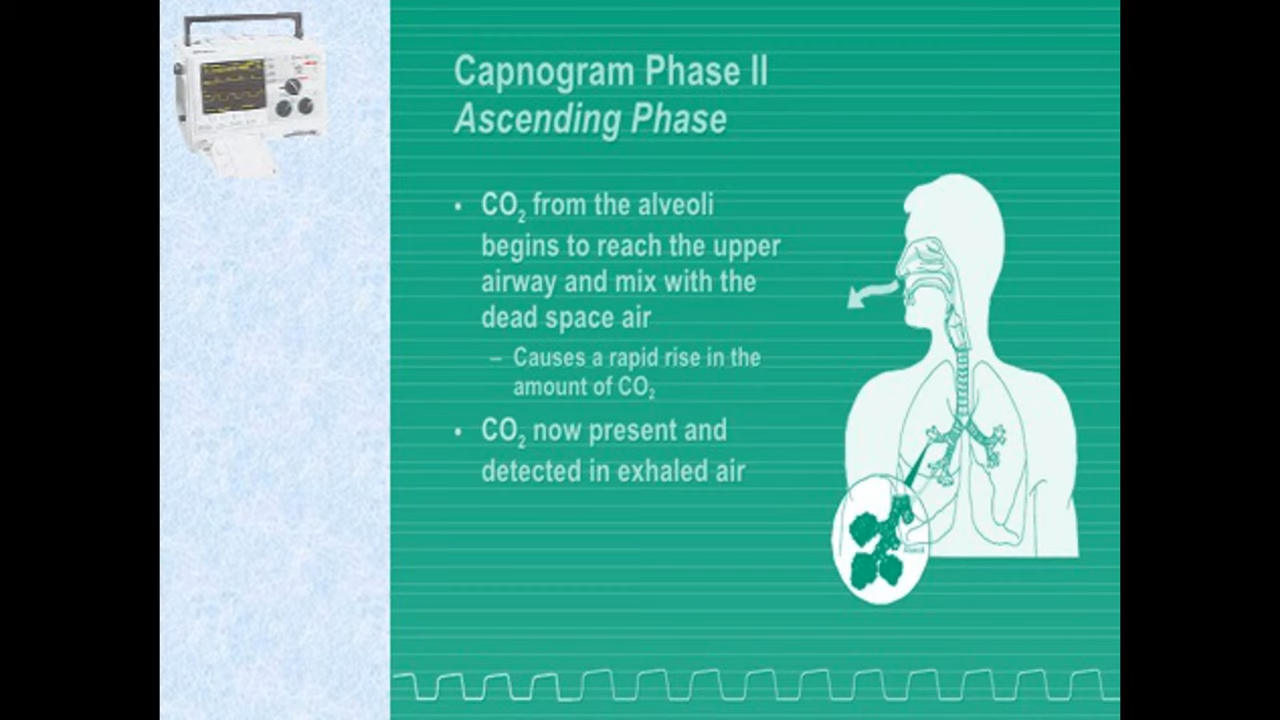 Capnogram Phase II
Ascending Phase
• CO₂ from the alveoli
begins to reach the upper
airway and mix with the
dead space air
– Causes a rapid rise in the
amount of CO₂
• CO₂ now present and
detected in exhaled air